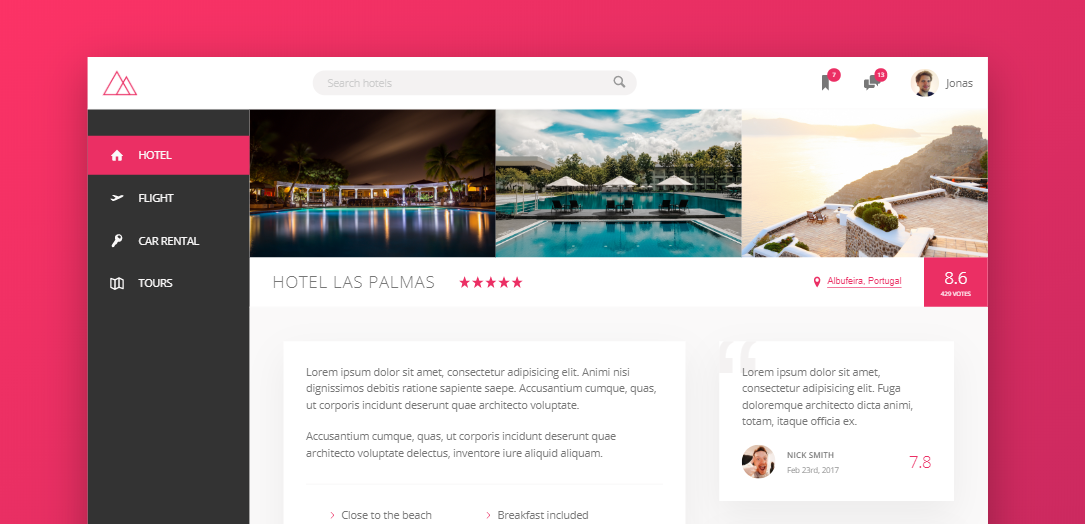 Search hotels
7
13
Jonas
HOTEL
FLIGHT
CAR RENTAL
TOURS
HOTEL LAS PALMAS
Albufeira, Portugal
8.6
429 VOTES
Lorem ipsum dolor sit amet, consectetur adipisicing elit. Animi nisi
dignissimos debitis ratione sapiente saepe. Accusantium cumque, quas,
ut corporis incidunt deserunt quae architecto voluptate.
Accusantium cumque, quas, ut corporis incidunt deserunt quae
architecto voluptate delectus, inventore iure aliquid aliquam.
Close to the beach
Breakfast included
“
Lorem ipsum dolor sit amet,
consectetur adipisicing elit. Fuga
doloremque architecto dicta animi,
totam, itaque officia ex.
NICK SMITH
Feb 23rd, 2017
7.8